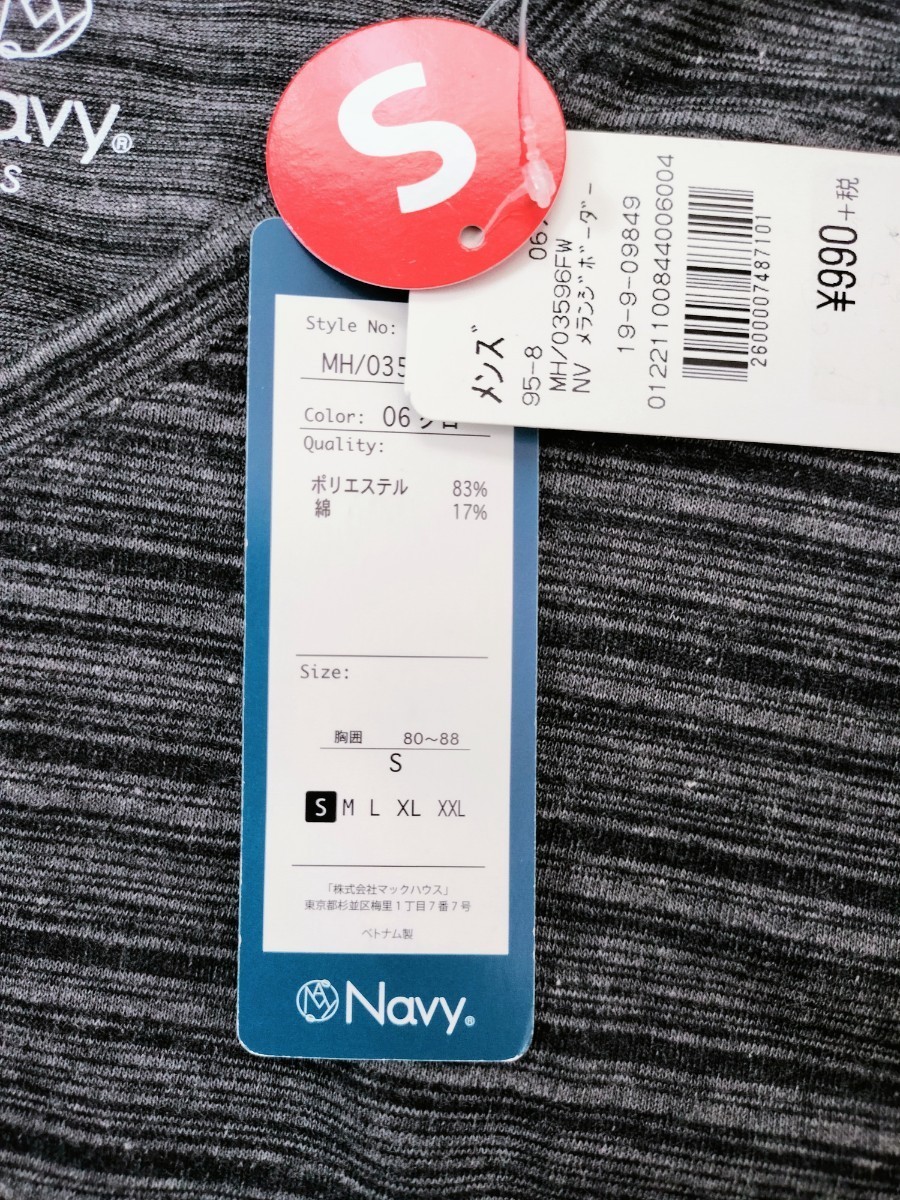 avy®
S
S
Style No:
MH/035
Color: 06 クロ
Quality:
ポリエステル 83%
綿 17%
Size:
胸囲 80～88
S
S M L XL XXL
「株式会社マックハウス」
東京都杉並区梅里1丁目7番7号
ベトナム製
Navy®
メンズ
95-8 06
MH/03596FW
NV メランジボーダー
19-9-09849
01221100844006004
2600007487101
¥990+税